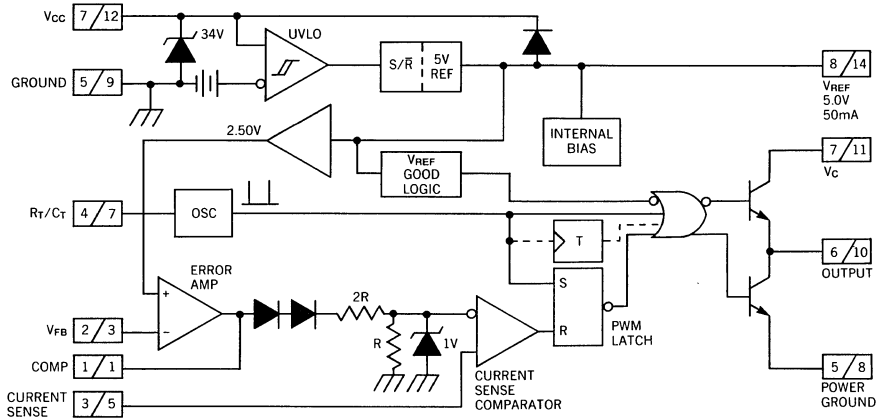 Vcc 7/12
34V
UVLO
S/R̅
5V
REF
GROUND 5/9
8/14
VREF
5.0V
50mA
2.50V
INTERNAL
BIAS
VREF
GOOD
LOGIC
7/11
VC
RT/CT 4/7
OSC
T
6/10
OUTPUT
ERROR
AMP
+
−
2R
S
R
PWM
LATCH
VFB 2/3
R
1V
COMP 1/1
CURRENT
SENSE
COMPARATOR
5/8
POWER
GROUND
CURRENT
SENSE 3/5